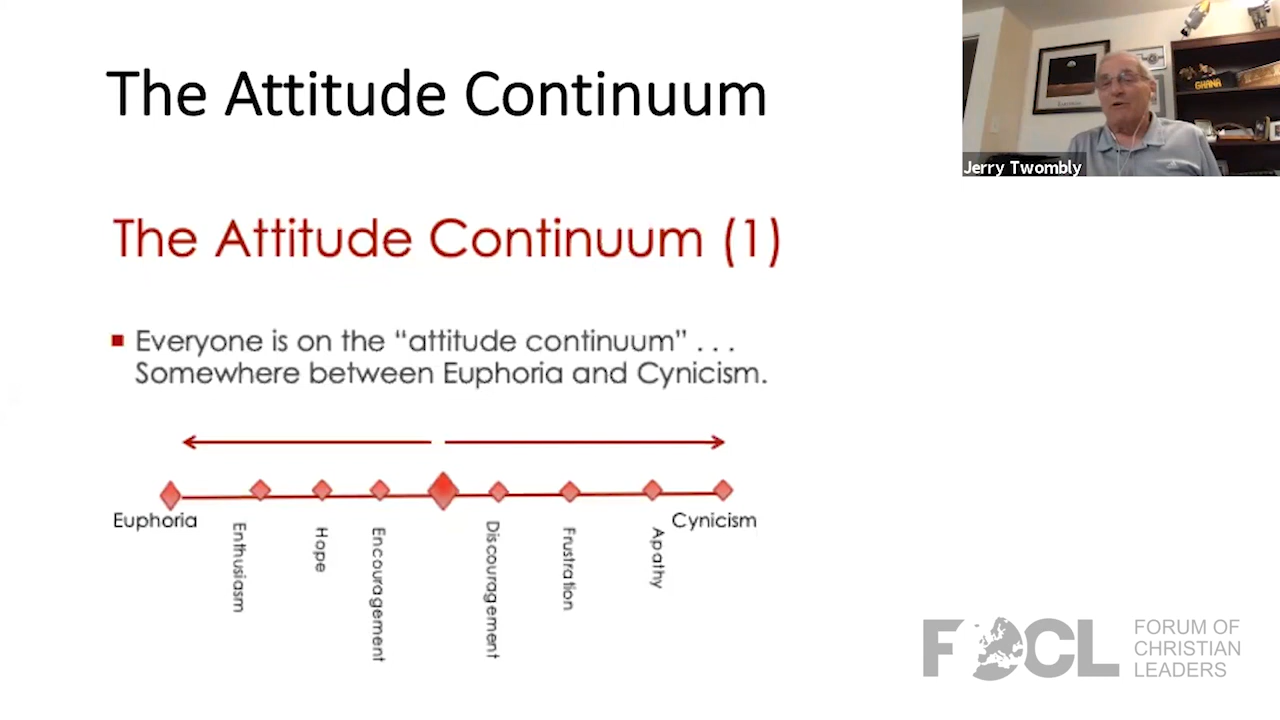 The Attitude Continuum
GHANA
Jerry Twombly
The Attitude Continuum (1)
Everyone is on the “attitude continuum” . . .
Somewhere between Euphoria and Cynicism.
Euphoria
Enthusiasm
Hope
Encouragement
Discouragement
Frustration
Apathy
Cynicism
FOCL
FORUM OF
CHRISTIAN
LEADERS